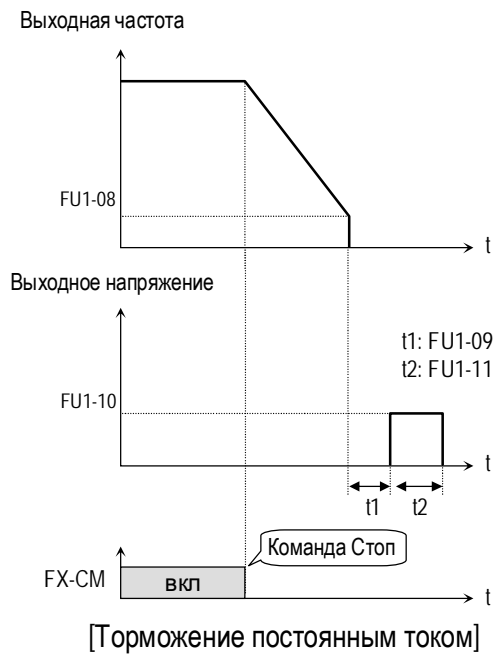 Выходная частота
FU1-08
t
Выходное напряжение
t1: FU1-09
t2: FU1-11
FU1-10
t
t1 t2
Команда Стоп
FX-CM
ВКЛ
t
[Торможение постоянным током]